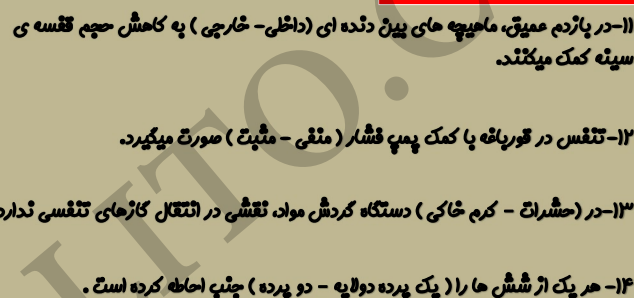 ۱۱-در بازدم عمیق، ماهیچه های بین دنده ای (داخلی- خارجی ) به کاهش حجم قفسه ی
سینه کمک میکنند.
۱۲-تنفس در قورباغه با کمک پمپ فشار ( منفی - مثبت ) صورت میگیرد.
۱۳-در (حشرات - کرم خاکی ) دستگاه گردش مواد، نقشی در انتقال گازهای تنفسی ندارد
۱۴- هر یک از شش ها را ( یک پرده دولایه - دو پرده ) جنب احاطه کرده است .